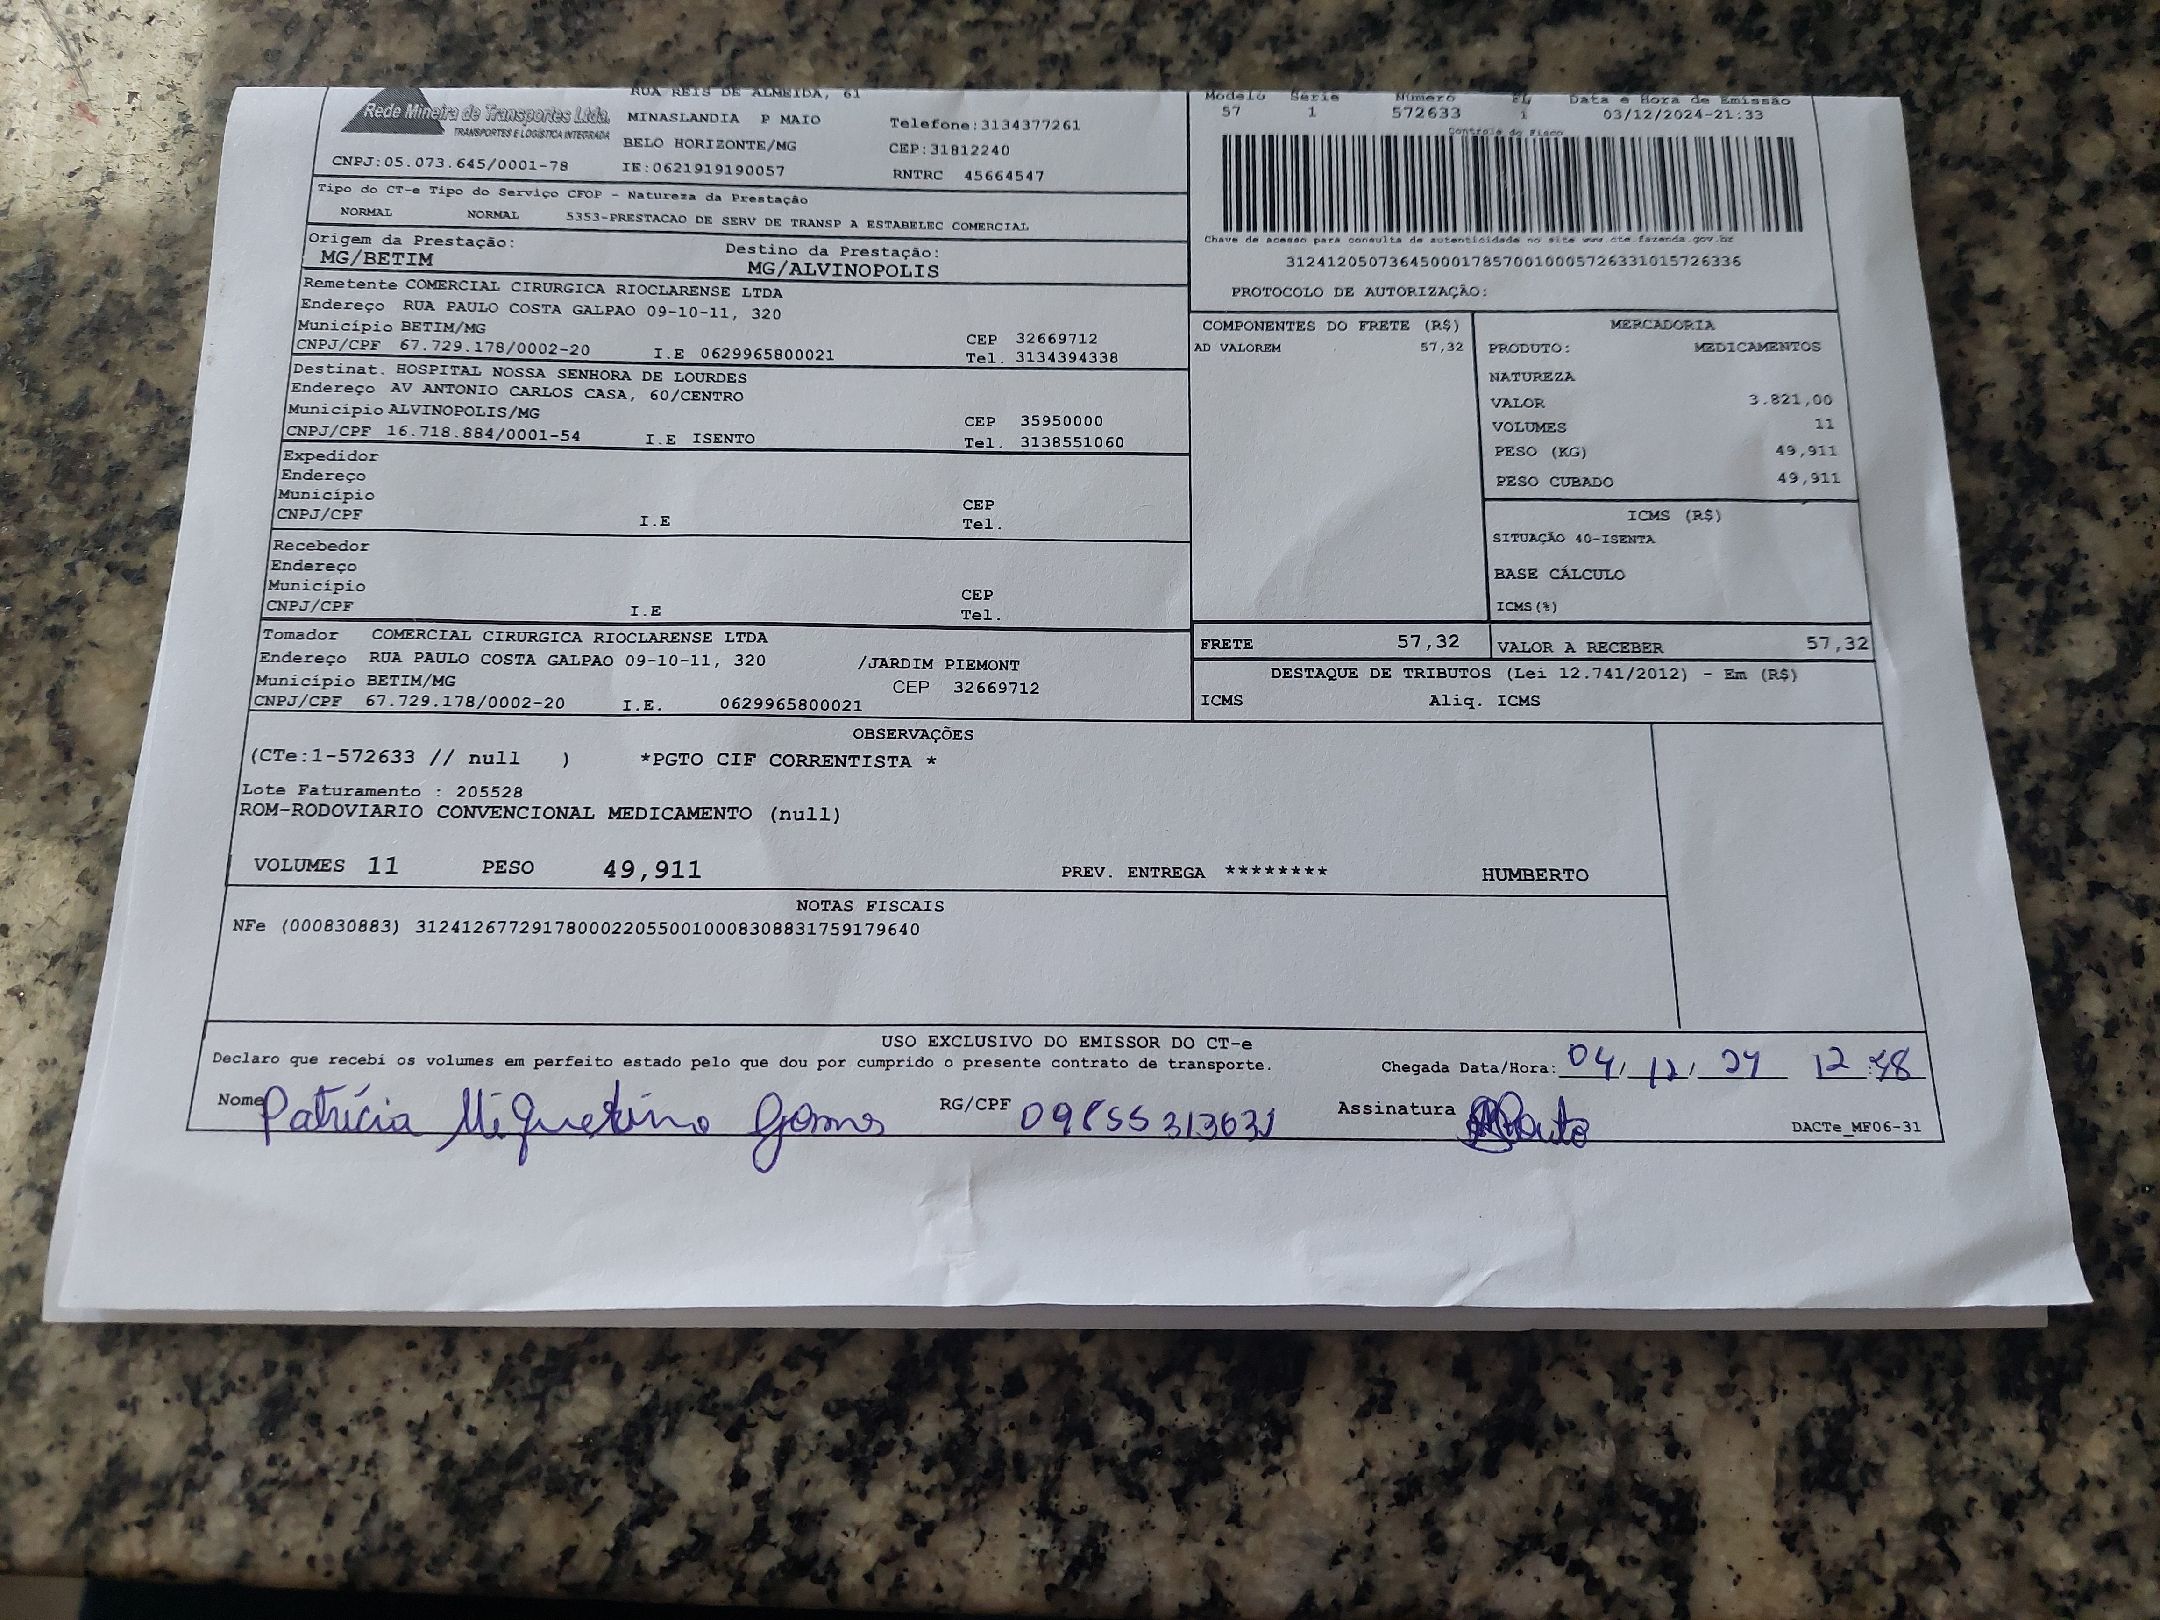 Rede Mineira de Transportes Ltda.
TRANSPORTES E LOGÍSTICA INTEGRADA
CNPJ:05.073.645/0001-78
RUA REIS DE ALMEIDA, 61
MINASLANDIA P MAIO
BELO HORIZONTE/MG
IE:0621919190057
Telefone:3134377261
CEP:31812240
RNTRC 45664547
Modelo Série Número FL Data e Hora de Emissão
57 1 572633 1 03/12/2024-21:33
Controle do Fisco
Chave de acesso para consulta de autenticidade no site www.cte.fazenda.gov.br
31241205073645000178570010005726331015726336
PROTOCOLO DE AUTORIZAÇÃO:
Tipo do CT-e Tipo do Serviço CFOP - Natureza da Prestação
NORMAL NORMAL 5353-PRESTACAO DE SERV DE TRANSP A ESTABELEC COMERCIAL
Origem da Prestação: Destino da Prestação:
MG/BETIM MG/ALVINOPOLIS
Remetente COMERCIAL CIRURGICA RIOCLARENSE LTDA
Endereço RUA PAULO COSTA GALPAO 09-10-11, 320
Município BETIM/MG CEP 32669712
CNPJ/CPF 67.729.178/0002-20 I.E 0629965800021 Tel. 3134394338
Destinat. HOSPITAL NOSSA SENHORA DE LOURDES
Endereço AV ANTONIO CARLOS CASA, 60/CENTRO
Município ALVINOPOLIS/MG CEP 35950000
CNPJ/CPF 16.718.884/0001-54 I.E ISENTO Tel. 3138551060
Expedidor
Endereço
Município CEP
CNPJ/CPF I.E Tel.
Recebedor
Endereço
Município CEP
CNPJ/CPF I.E Tel.
Tomador COMERCIAL CIRURGICA RIOCLARENSE LTDA
Endereço RUA PAULO COSTA GALPAO 09-10-11, 320 /JARDIM PIEMONT
Município BETIM/MG CEP 32669712
CNPJ/CPF 67.729.178/0002-20 I.E. 0629965800021
COMPONENTES DO FRETE (R$)
AD VALOREM 57,32
MERCADORIA
PRODUTO: MEDICAMENTOS
NATUREZA
VALOR 3.821,00
VOLUMES 11
PESO (KG) 49,911
PESO CUBADO 49,911
ICMS (R$)
SITUAÇÃO 40-ISENTA
BASE CÁLCULO
ICMS(%)
FRETE 57,32 VALOR A RECEBER 57,32
DESTAQUE DE TRIBUTOS (Lei 12.741/2012) - Em (R$)
ICMS Aliq. ICMS
OBSERVAÇÕES
(CTe:1-572633 // null ) *PGTO CIF CORRENTISTA *
Lote Faturamento : 205528
ROM-RODOVIARIO CONVENCIONAL MEDICAMENTO (null)
VOLUMES 11 PESO 49,911 PREV. ENTREGA ******** HUMBERTO
NOTAS FISCAIS
NFe (000830883) 31241267729178000220550010008308831759179640
USO EXCLUSIVO DO EMISSOR DO CT-e
Declaro que recebi os volumes em perfeito estado pelo que dou por cumprido o presente contrato de transporte. Chegada Data/Hora: 04/12/24 12:48
Nome Patrícia RG/CPF Assinatura
DACTe_MF06-31